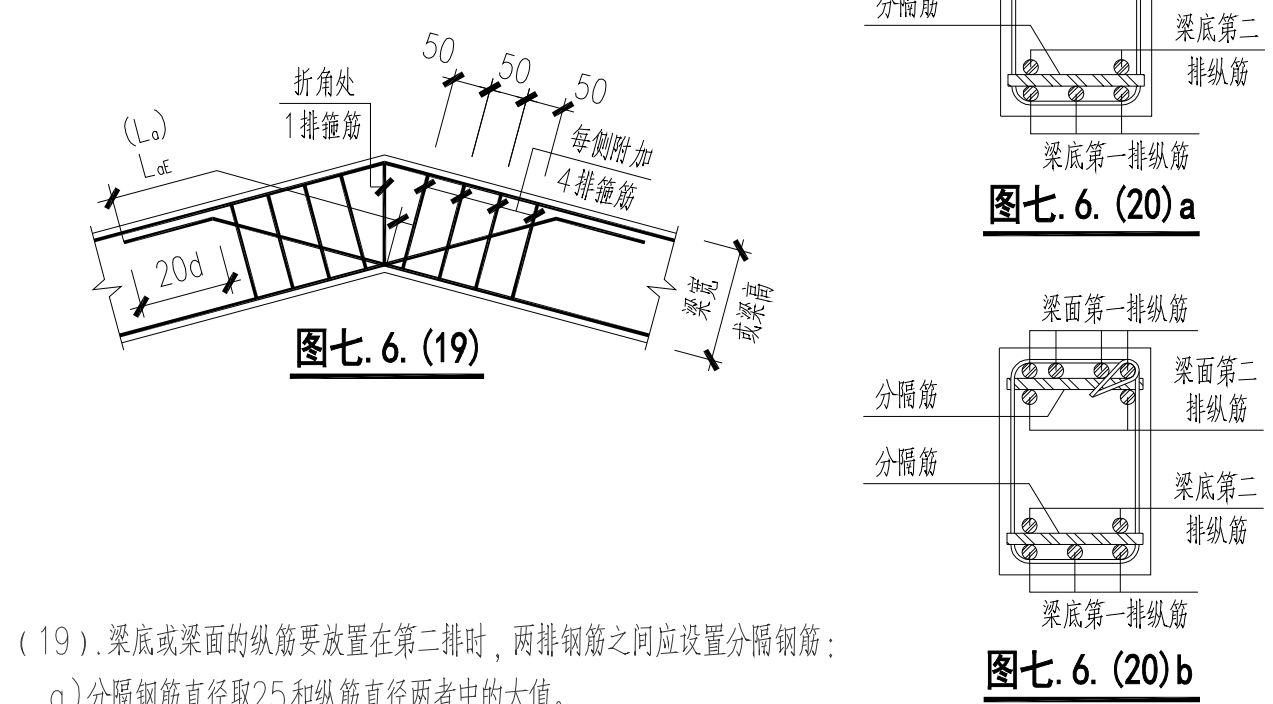 50
50
50
折角处
1排箍筋
(La)
LaE
每侧附加
4排箍筋
20d
梁宽
或梁高
图七.6.(19)
分隔筋
梁底第二
排纵筋
梁底第一排纵筋
图七.6.(20)a
梁面第一排纵筋
分隔筋
梁面第二
排纵筋
分隔筋
梁底第二
排纵筋
梁底第一排纵筋
图七.6.(20)b
(19).梁底或梁面的纵筋要放置在第二排时,两排钢筋之间应设置分隔钢筋:
a)分隔钢筋直径取25和纵筋直径两者中的大值。